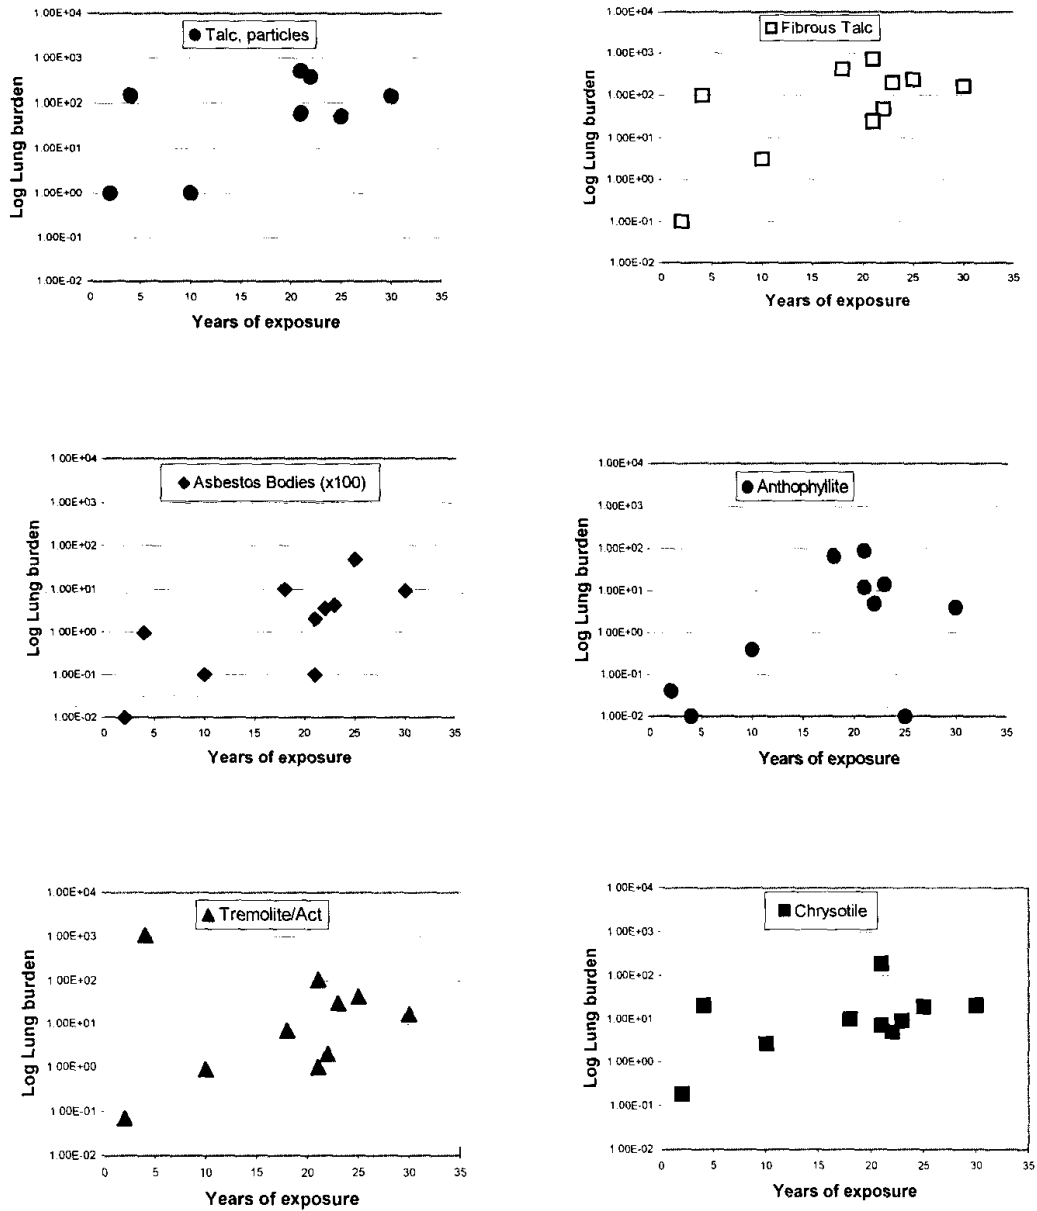 Talc, particles
1.00E+04
1.00E+03
1.00E+02
1.00E+01
1.00E+00
1.00E-01
1.00E-02
Log Lung burden
0 5 10 15 20 25 30 35
Years of exposure
Fibrous Talc
1.00E+04
1.00E+03
1.00E+02
1.00E+01
1.00E+00
1.00E-01
1.00E-02
Log Lung burden
0 5 10 15 20 25 30 35
Years of exposure
Asbestos Bodies (x100)
1.00E+04
1.00E+03
1.00E+02
1.00E+01
1.00E+00
1.00E-01
1.00E-02
Log Lung burden
0 5 10 15 20 25 30 35
Years of exposure
Anthophyllite
1.00E+04
1.00E+03
1.00E+02
1.00E+01
1.00E+00
1.00E-01
1.00E-02
Log Lung burden
0 5 10 15 20 25 30 35
Years of exposure
Tremolite/Act
1.00E+04
1.00E+03
1.00E+02
1.00E+01
1.00E+00
1.00E-01
1.00E-02
Log Lung burden
0 5 10 15 20 25 30 35
Years of exposure
Chrysotile
1.00E+04
1.00E+03
1.00E+02
1.00E+01
1.00E+00
1.00E-01
1.00E-02
Log Lung burden
0 5 10 15 20 25 30 35
Years of exposure